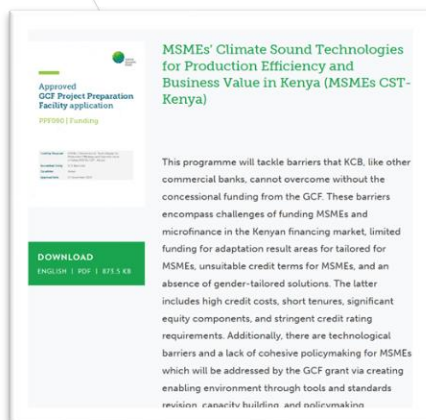 MSMEs' Climate Sound Technologies
for Production Efficiency and
Business Value in Kenya (MSMEs CST-
Kenya)
Approved
GCF Project Preparation
Facility application
PPF090 | Funding
DOWNLOAD
ENGLISH | PDF | 873.5 KB
This programme will tackle barriers that KCB, like other
commercial banks, cannot overcome without the
concessional funding from the GCF. These barriers
encompass challenges of funding MSMEs and
microfinance in the Kenyan financing market, limited
funding for adaptation result areas for tailored for
MSMEs, unsuitable credit terms for MSMEs, and an
absence of gender-tailored solutions. The latter
includes high credit costs, short tenures, significant
equity components, and stringent credit rating
requirements. Additionally, there are technological
barriers and a lack of cohesive policymaking for MSMEs
which will be addressed by the GCF grant via creating
enabling environment through tools and standards
revision, capacity building, and policymaking